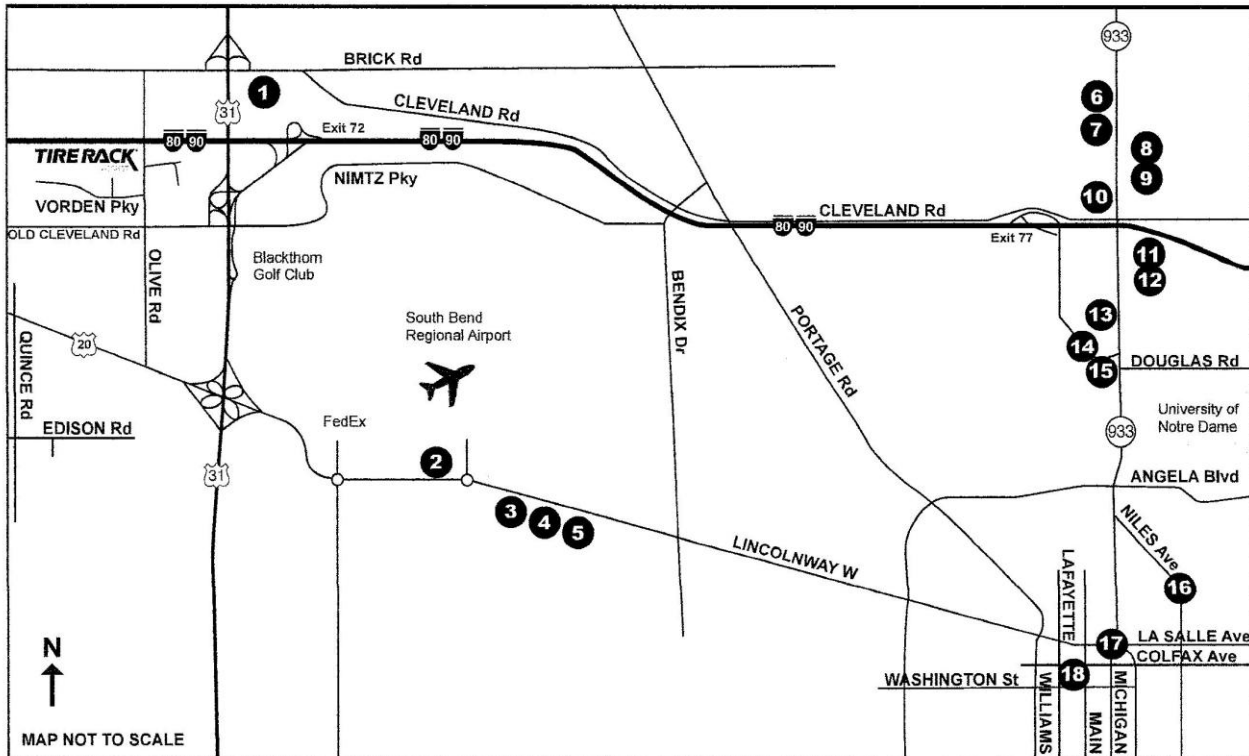 933
BRICK Rd
1
6
31
CLEVELAND Rd
7
Exit 72
80 90
80 90
8
TIRE RACK
9
NIMTZ Pky
10
VORDEN Pky
CLEVELAND Rd
80 90
OLD CLEVELAND Rd
Exit 77
Blackthorn
Golf Club
11
12
OLIVE Rd
BENDIX Dr
South Bend
Regional Airport
PORTAGE Rd
13
QUINCE Rd
20
14
15
DOUGLAS Rd
University of
Notre Dame
FedEx
EDISON Rd
933
2
31
ANGELA Blvd
3
4
5
NILES Ave
LINCOLNWAY W
LAFAYETTE
16
N
17
LA SALLE Ave
COLFAX Ave
WASHINGTON St
18
WILLIAMS
MAIN
MICHIGAN
MAP NOT TO SCALE